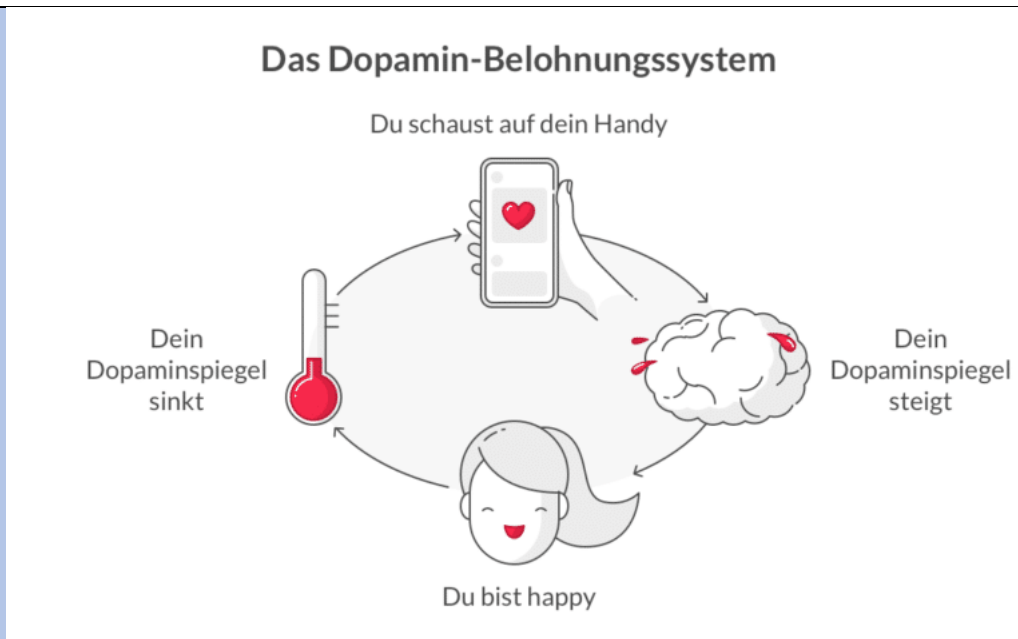 Das Dopamin-Belohnungssystem
Du schaust auf dein Handy
Dein
Dopaminspiegel
steigt
Du bist happy
Dein
Dopaminspiegel
sinkt